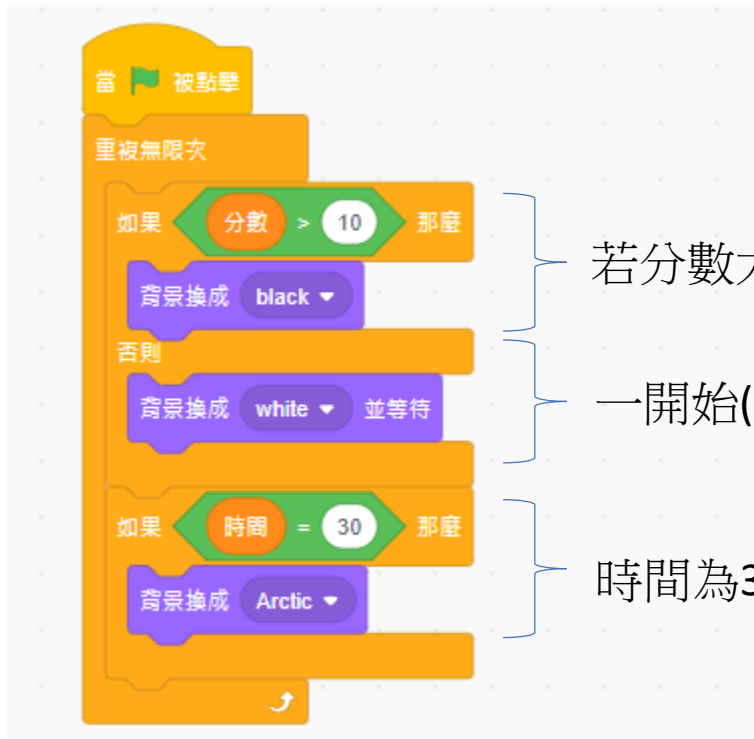 當 被點擊
重複無限次
如果 分數 > 10 那麼
若分數
背景換成 black
否則
背景換成 white 並等待
一開始(
如果 時間 = 30 那麼
時間為3
背景換成 Arctic